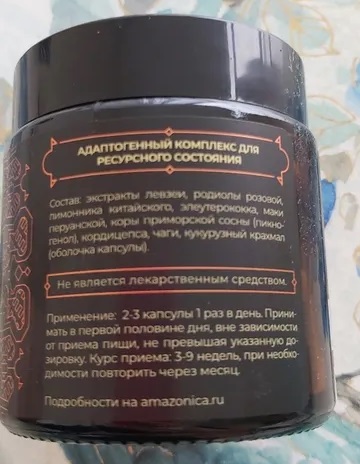 АДАПТОГЕННЫЙ КОМПЛЕКС ДЛЯ
РЕСУРСНОГО СОСТОЯНИЯ
Состав: экстракты левзеи, родиолы розовой,
лимонника китайского, элеутерококка, маки
перуанской, коры приморской сосны (пикно-
генол), кордицепса, чаги, кукурузный крахмал
(оболочка капсулы).
Не является лекарственным средством.
Применение: 2-3 капсулы 1 раз в день. Прини-
мать в первой половине дня, вне зависимости
от приема пищи, не превышая указанную до-
зировку. Курс приема: 3-9 недель, при необхо-
димости повторить через месяц.
Подробности на amazonica.ru